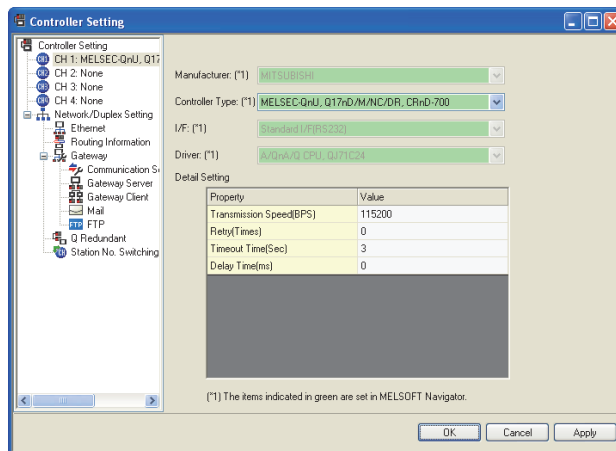 Controller Setting
Controller Setting
CH 1: MELSEC-QnU, Q17
CH 2: None
CH 3: None
CH 4: None
Network/Duplex Setting
Ethernet
Routing Information
Gateway
Communication S
Gateway Server
Gateway Client
Mail
FTP FTP
Q Redundant
Station No. Switching
Manufacturer: (*1) MITSUBISHI
Controller Type: (*1) MELSEC-QnU, Q17nD/M/NC/DR, CRnD-700
I/F: (*1) Standard I/F(RS232)
Driver: (*1) A/QnA/Q CPU, QJ71C24
Detail Setting
Property Value
Transmission Speed(BPS) 115200
Retry(Times) 0
Timeout Time(Sec) 3
Delay Time(ms) 0
(*1) The items indicated in green are set in MELSOFT Navigator.
OK Cancel Apply